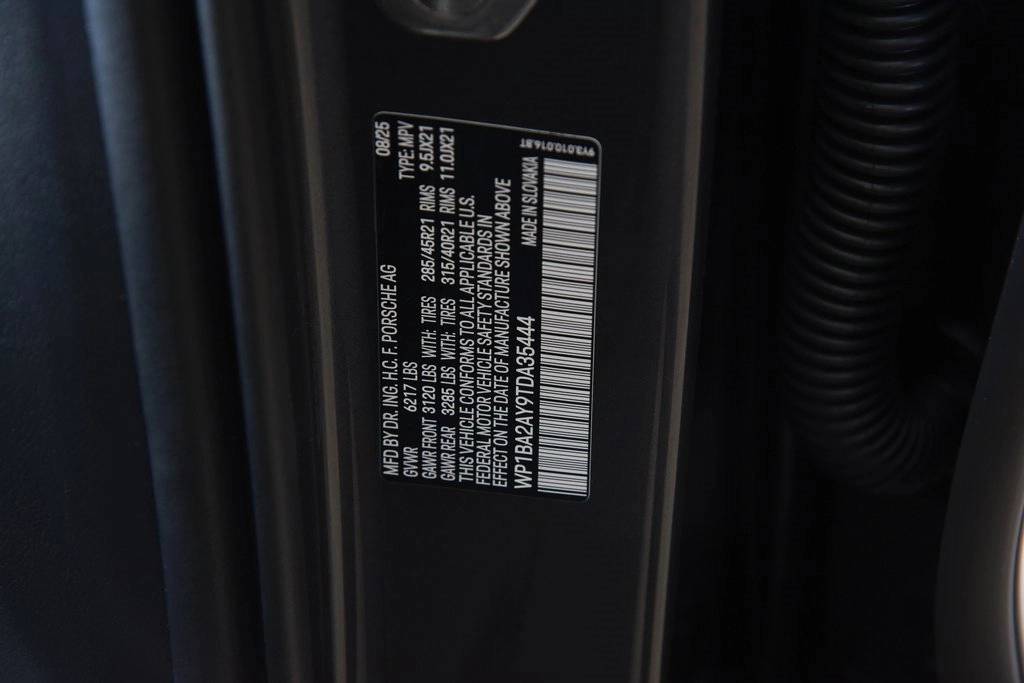 MFD BY DR. ING. H.C. F. PORSCHE AG 08/25
GVWR 6217 LBS TYPE: MPV
GAWR FRONT 3120 LBS WITH: TIRES 285/45R21 RIMS 9.5JX21
GAWR REAR 3285 LBS WITH: TIRES 315/40R21 RIMS 11.0JX21
THIS VEHICLE CONFORMS TO ALL APPLICABLE U.S.
FEDERAL MOTOR VEHICLE SAFETY STANDARDS IN
EFFECT ON THE DATE OF MANUFACTURE SHOWN ABOVE
WP1BA2AY9TDA35444 MADE IN SLOVAKIA
9Y3.010.016.BT